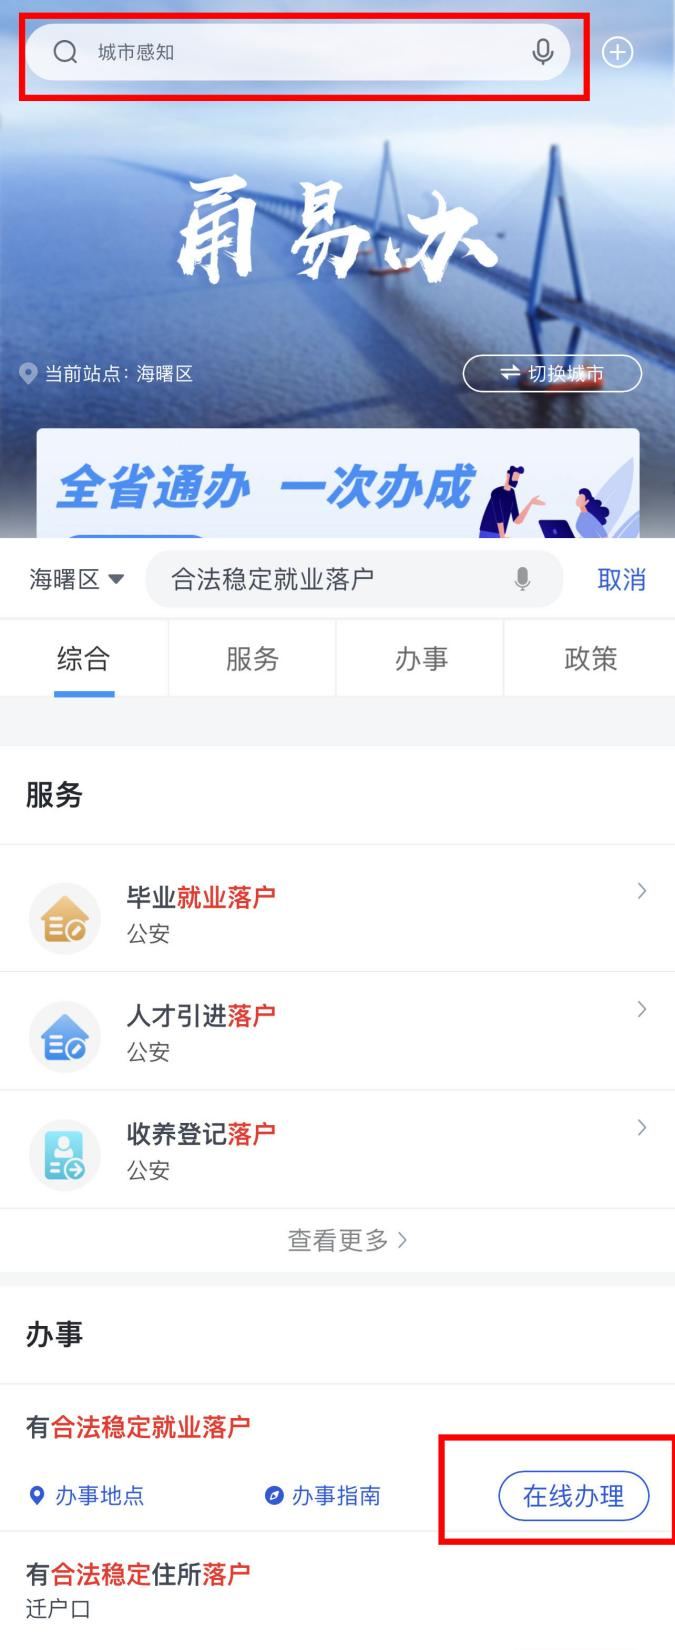 城市感知
甬易办
当前站点：海曙区
切换城市
全省通办 一次办成
海曙区
合法稳定就业落户
取消
综合 服务 办事 政策
服务
毕业就业落户
公安
人才引进落户
公安
收养登记落户
公安
查看更多
办事
有合法稳定就业落户
办事地点 办事指南 在线办理
有合法稳定住所落户
迁户口